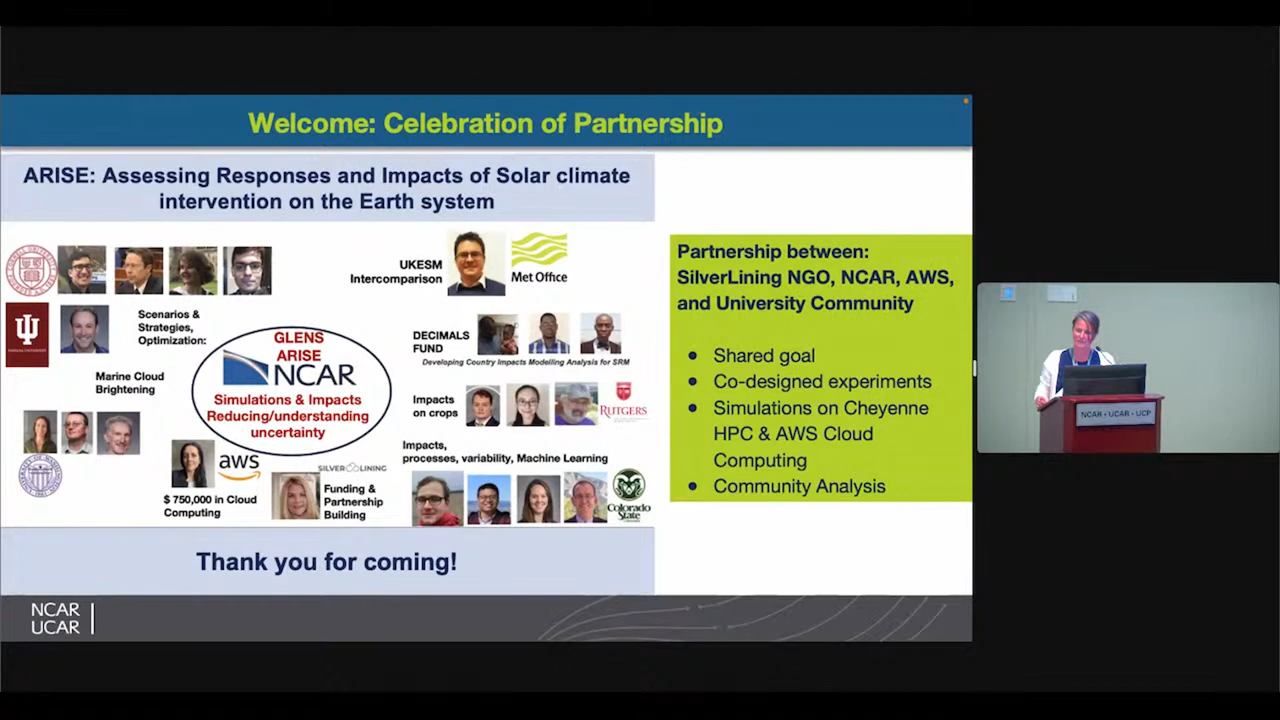 Welcome: Celebration of Partnership
ARISE: Assessing Responses and Impacts of Solar climate
intervention on the Earth system
UKESM
Intercomparison
Met Office
Scenarios &
Strategies,
Optimization:
Marine Cloud
Brightening
GLENS
ARISE
NCAR
Simulations & Impacts
Reducing/understanding
uncertainty
DECIMALS
FUND
Developing Country Impacts Modelling Analysis for SRM
Impacts
on crops
RUTGERS
Impacts,
processes, variability, Machine Learning
aws
$ 750,000 in Cloud
Computing
SILVER LINING
Funding &
Partnership
Building
Colorado
State
INDIANA UNIVERSITY
Thank you for coming!
Partnership between:
SilverLining NGO, NCAR, AWS,
and University Community
• Shared goal
• Co-designed experiments
• Simulations on Cheyenne
HPC & AWS Cloud
Computing
• Community Analysis
NCAR
UCAR
NCAR • UCAR • UCP